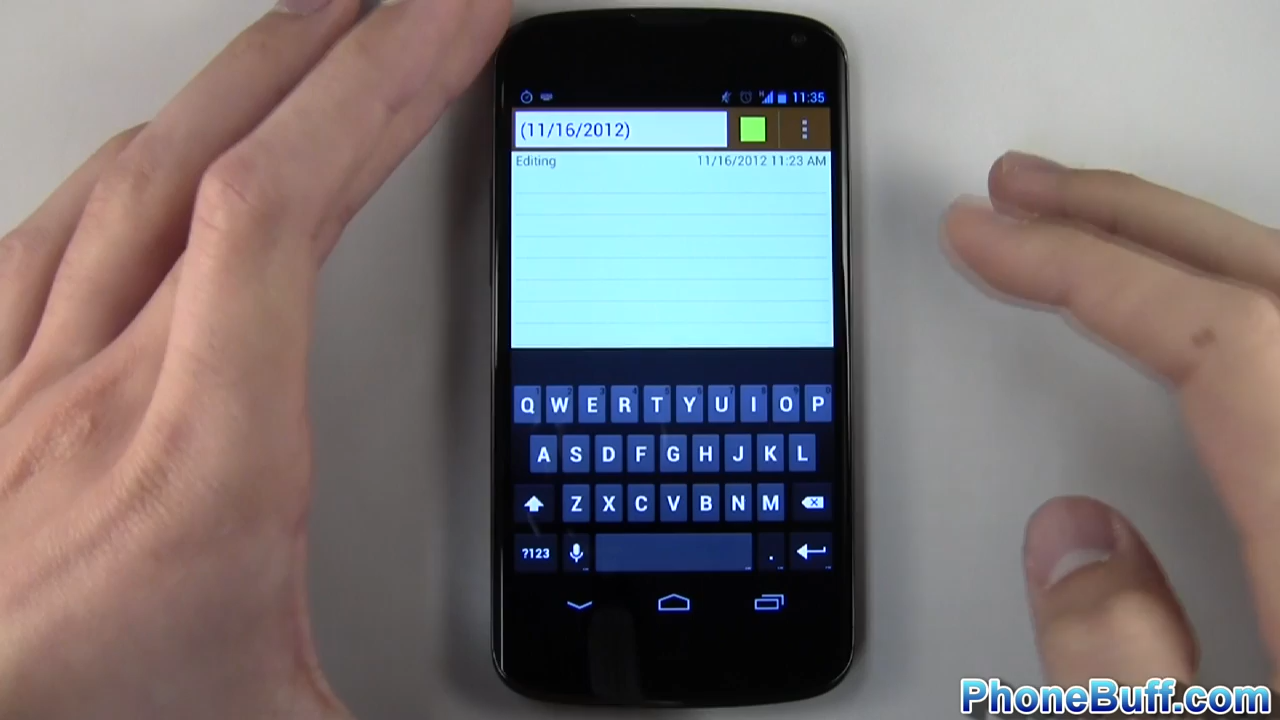 11:35
(11/16/2012)
Editing 11/16/2012 11:23 AM
Q W E R T Y U I O P
A S D F G H J K L
Z X C V B N M
?123 .
PhoneBuff.com